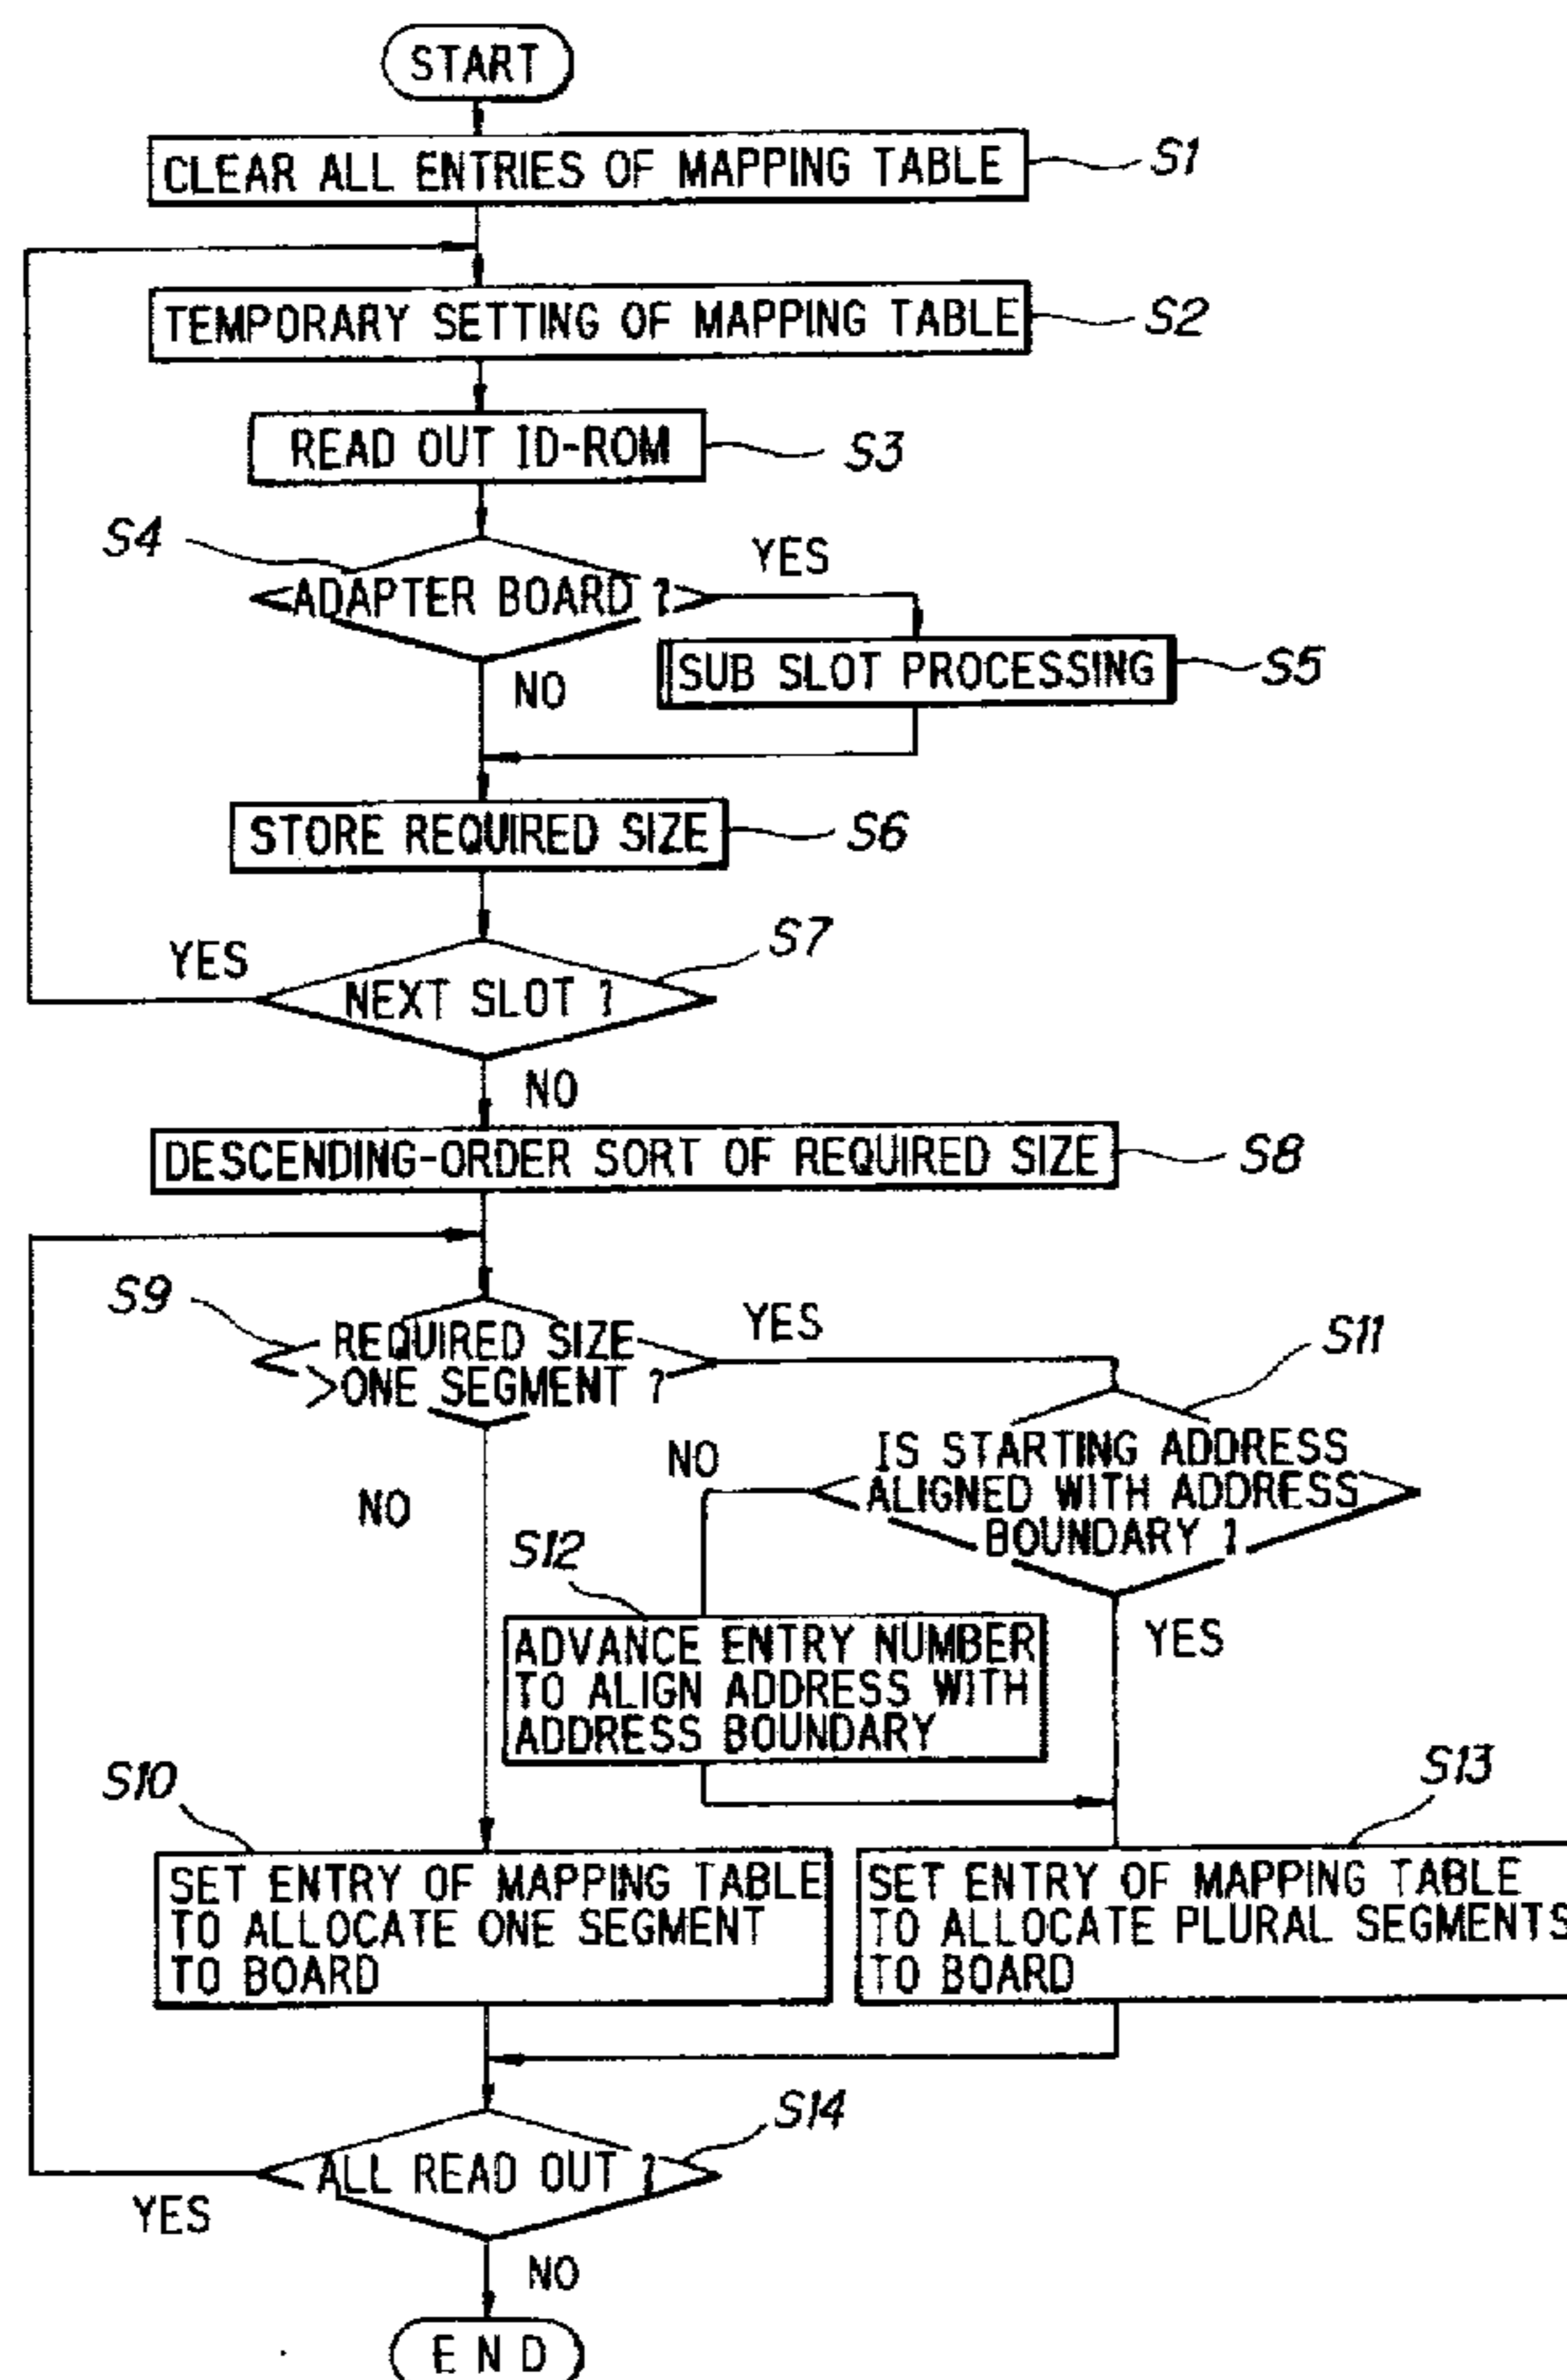 START
CLEAR ALL ENTRIES OF MAPPING TABLE
S1
TEMPORARY SETTING OF MAPPING TABLE
S2
READ OUT ID-ROM
S3
S4
ADAPTER BOARD ?
YES
NO
SUB SLOT PROCESSING
S5
STORE REQUIRED SIZE
S6
S7
YES
NEXT SLOT ?
NO
DESCENDING-ORDER SORT OF REQUIRED SIZE
S8
S9
REQUIRED SIZE
>ONE SEGMENT ?
YES
NO
S11
IS STARTING ADDRESS
ALIGNED WITH ADDRESS
BOUNDARY ?
NO
YES
S12
ADVANCE ENTRY NUMBER
TO ALIGN ADDRESS WITH
ADDRESS BOUNDARY
S10
SET ENTRY OF MAPPING TABLE
TO ALLOCATE ONE SEGMENT
TO BOARD
S13
SET ENTRY OF MAPPING TABLE
TO ALLOCATE PLURAL SEGMENTS
TO BOARD
S14
ALL READ OUT ?
YES
NO
END